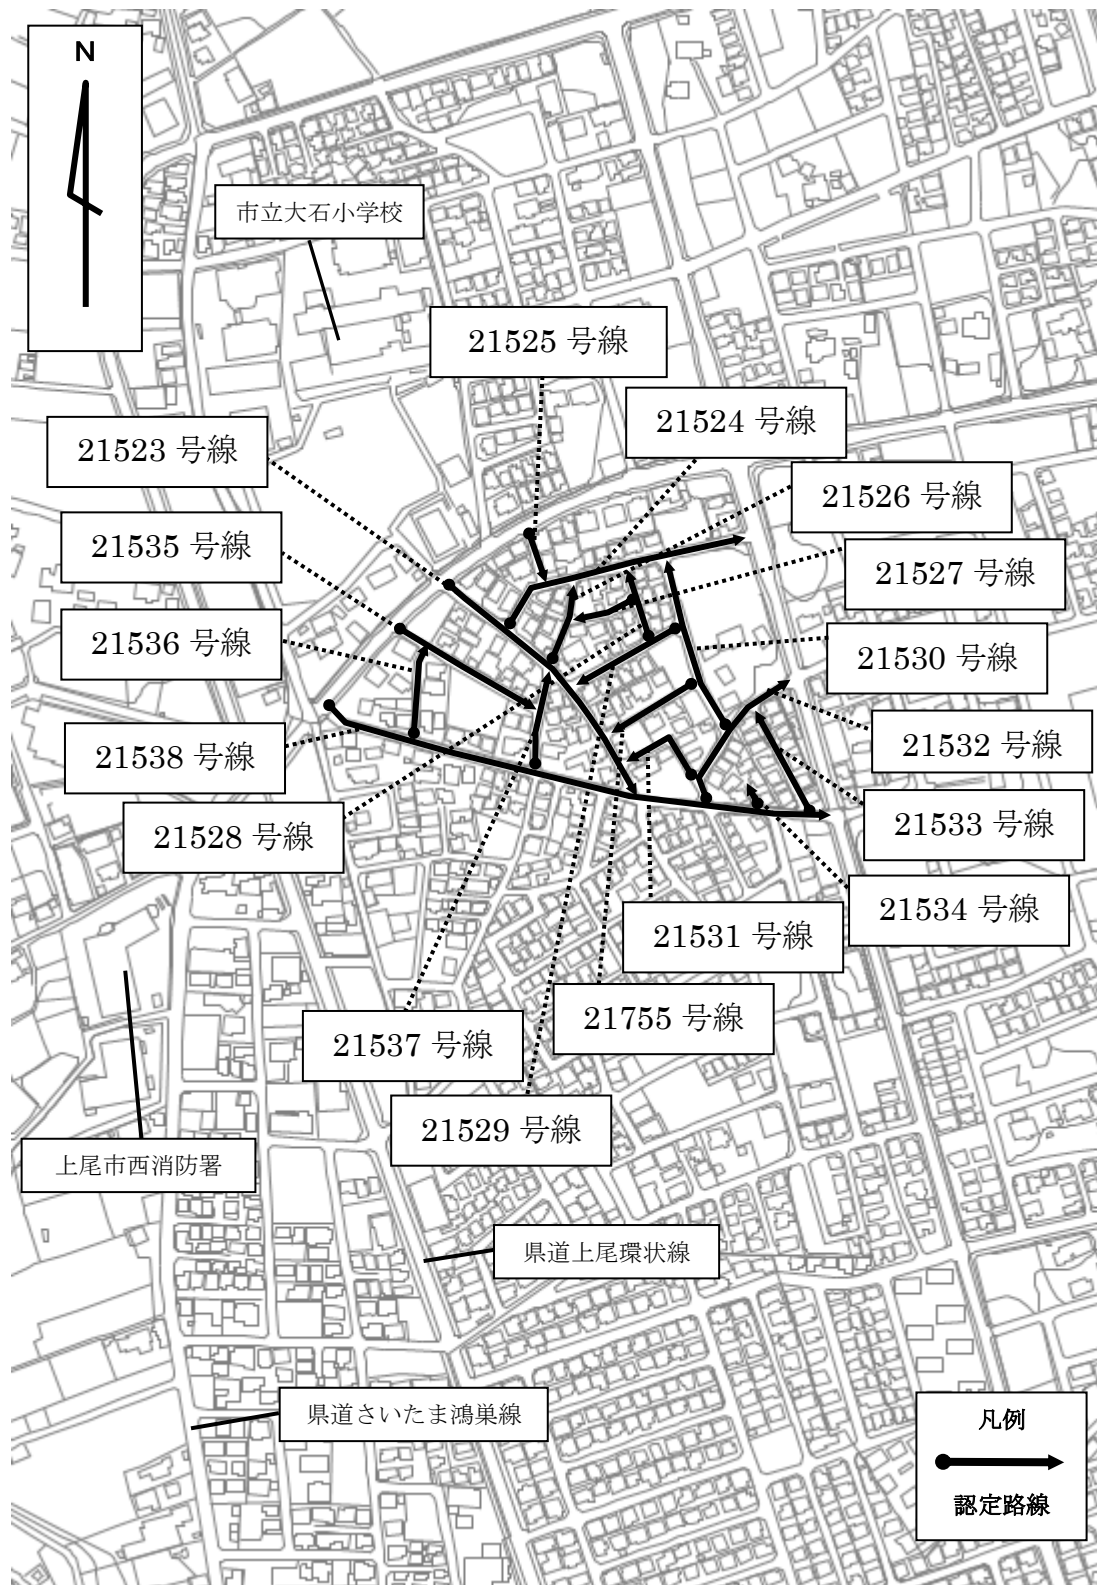 N
市立大石小学校
21525 号線
21524 号線
21523 号線
21526 号線
21535 号線
21527 号線
21536 号線
21530 号線
21532 号線
21538 号線
21533 号線
21528 号線
21534 号線
21531 号線
21755 号線
21537 号線
21529 号線
上尾市西消防署
県道上尾環状線
県道さいたま鴻巣線
凡例
認定路線